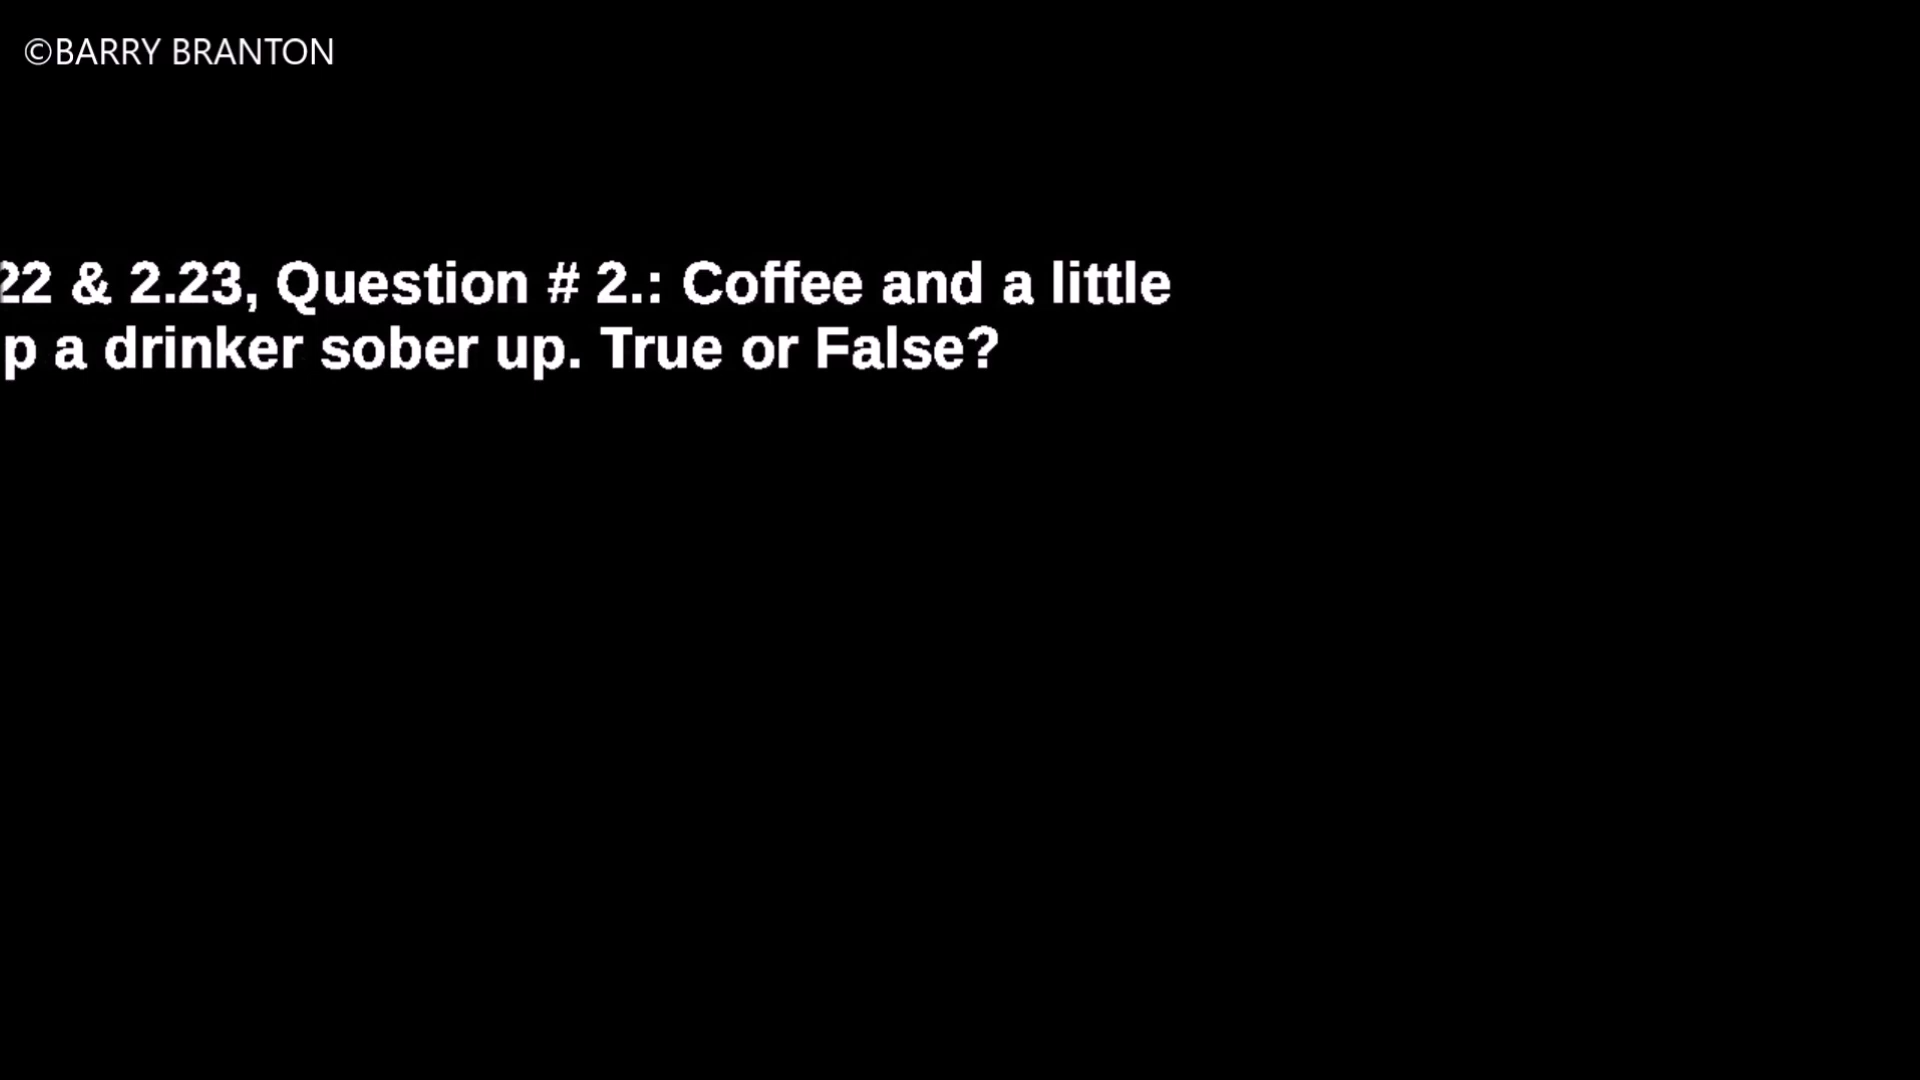 ©BARRY BRANTON
22 & 2.23, Question # 2.: Coffee and a little
p a drinker sober up. True or False?